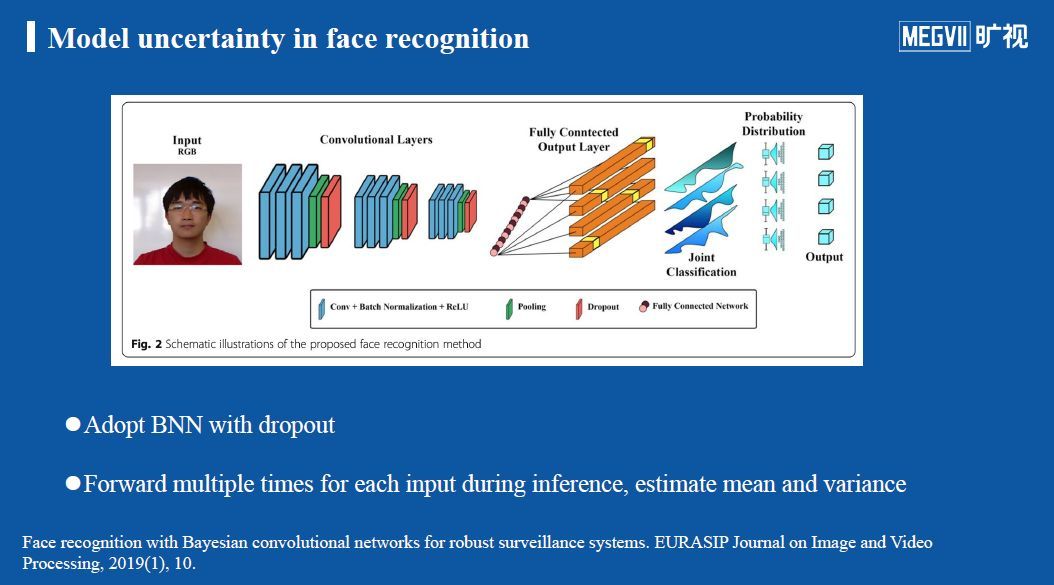 Model uncertainty in face recognition
MEGVII 旷视
Input
RGB
Convolutional Layers
Fully Conntected
Output Layer
Probability
Distribution
Joint
Classification
Output
Conv + Batch Normalization + ReLU
Pooling
Dropout
Fully Connected Network
Fig. 2 Schematic illustrations of the proposed face recognition method
●Adopt BNN with dropout
●Forward multiple times for each input during inference, estimate mean and variance
Face recognition with Bayesian convolutional networks for robust surveillance systems. EURASIP Journal on Image and Video
Processing, 2019(1), 10.